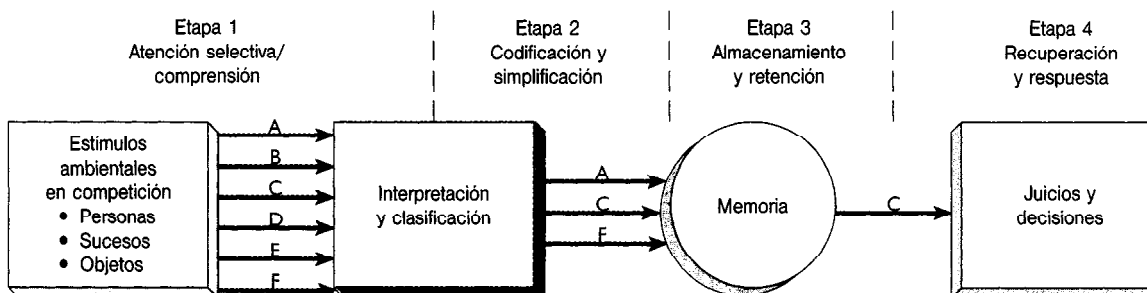 Etapa 1
Atención selectiva/
comprensión
Etapa 2
Codificación y
simplificación
Etapa 3
Almacenamiento
y retención
Etapa 4
Recuperación
y respuesta
Estímulos
ambientales
en competición
• Personas
• Sucesos
• Objetos
A
B
C
D
E
F
Interpretación
y clasificación
A
C
F
Memoria
C
Juicios y
decisiones